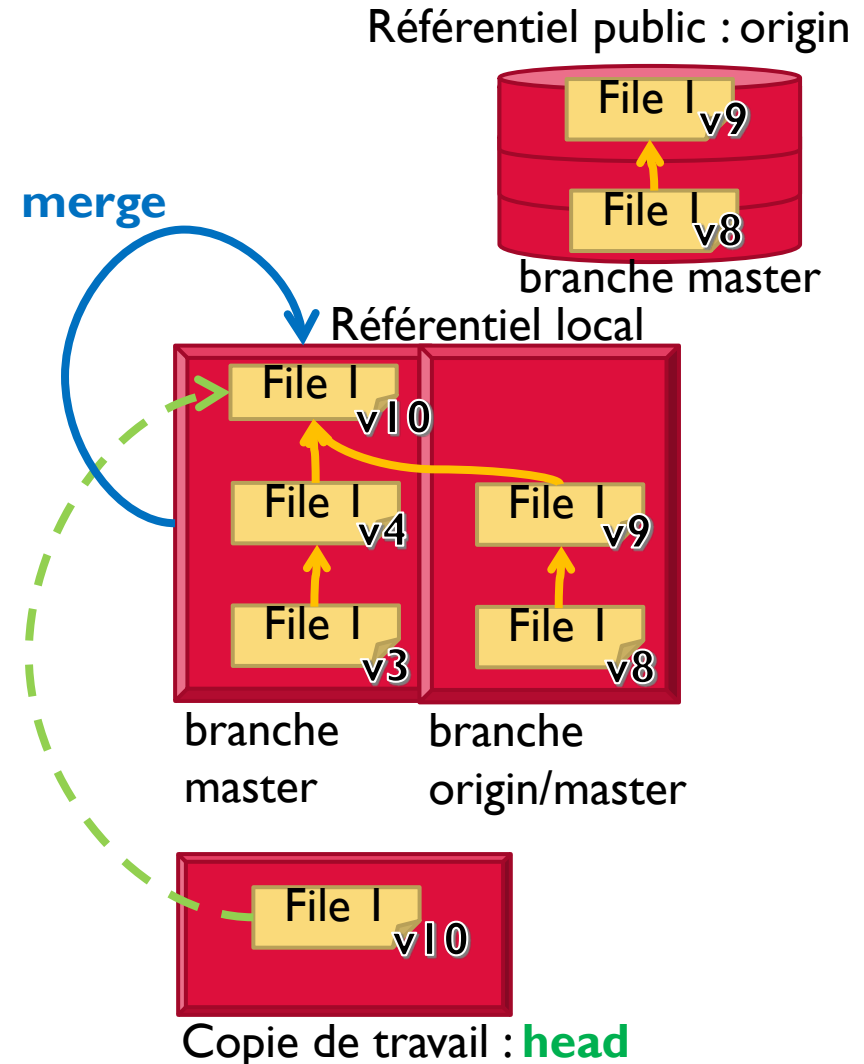 Référentiel public : origin
File 1
v9
File 1
v8
branche master
merge
Référentiel local
File 1
v10
File 1
v4
File 1
v9
File 1
v3
File 1
v8
branche
master
branche
origin/master
File 1
v10
Copie de travail : head